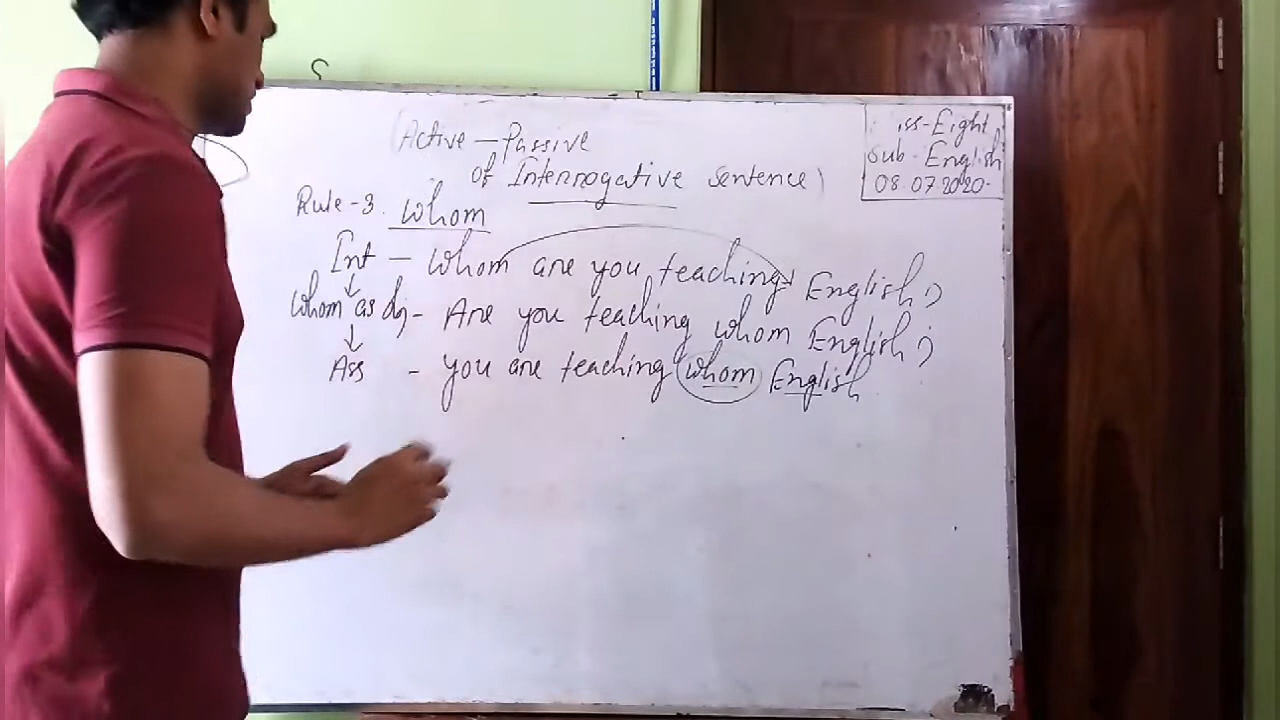 (Active – Passive
of Interrogative Sentence)
ss-Eight
Sub - English
08.07.2020.
Rule-3. Whom
Int – Whom are you teaching English?
Whom as obj - Are you teaching whom English?
Ass - You are teaching whom English